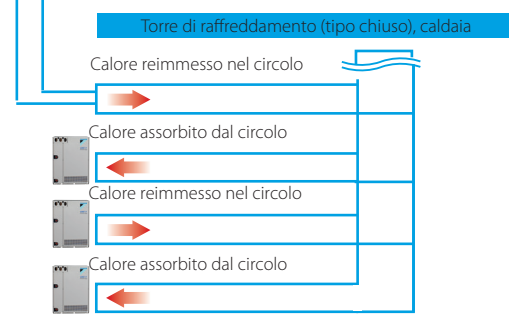 Torre di raffreddamento (tipo chiuso), caldaia
Calore reimmesso nel circolo
Calore assorbito dal circolo
Calore reimmesso nel circolo
Calore assorbito dal circolo